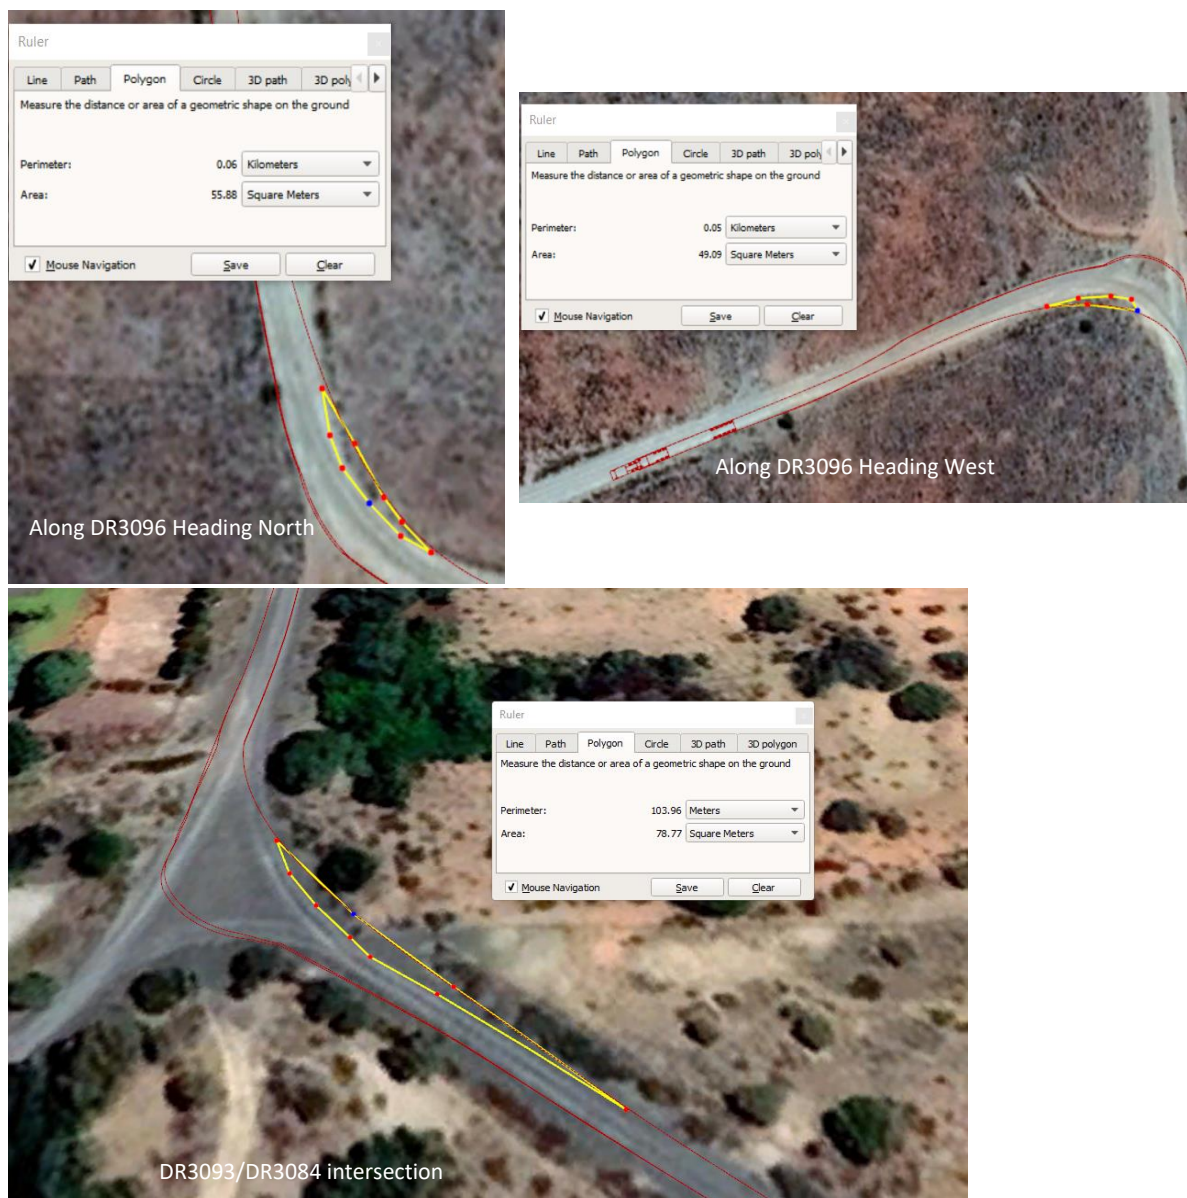 Ruler
Line Path Polygon Circle 3D path 3D poly
Measure the distance or area of a geometric shape on the ground
Perimeter: 0.06 Kilometers
Area: 55.88 Square Meters
Mouse Navigation Save Clear
Along DR3096 Heading North
Ruler
Line Path Polygon Circle 3D path 3D poly
Measure the distance or area of a geometric shape on the ground
Perimeter: 0.05 Kilometers
Area: 49.09 Square Meters
Mouse Navigation Save Clear
Along DR3096 Heading West
Ruler
Line Path Polygon Circle 3D path 3D polygon
Measure the distance or area of a geometric shape on the ground
Perimeter: 103.96 Meters
Area: 78.77 Square Meters
Mouse Navigation Save Clear
DR3093/DR3084 intersection